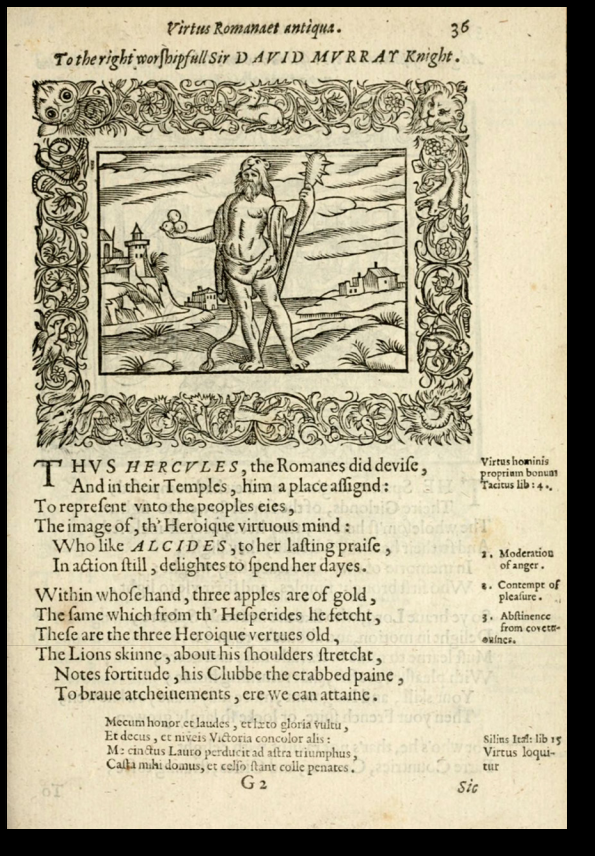 Virtus Romanaet antiqua.
36
To the right worſhipfull Sir DAVID MVRRAY Knight.
THVS HERCVLES, the Romanes did deviſe,
And in their Temples, him a place aſſignd:
To repreſent vnto the peoples eies,
The image of, th' Heroique virtuous mind:
Who like ALCIDES, to her laſting praiſe,
In action ſtill, delightes to ſpend her dayes.
Virtus hominis
proprium bonum
Tacitus lib: 4.
Within whoſe hand, three apples are of gold,
The ſame which from th' Heſperides he fetcht,
Theſe are the three Heroique vertues old,
The Lions skinne, about his ſhoulders ſtretcht,
Notes fortitude, his Clubbe the crabbed paine,
To braue atcheiuements, ere we can attaine.
1. Moderation
of anger.
2. Contempt of
pleaſure.
3. Abſtinence
from covetouſnes.
Mecum honor et laudes, et læto gloria vultu,
Et decus, et niveis Victoria concolor alis:
M: cinctus Lauro perducit ad aſtra triumphus,
Caſta mihi domus, et celſo ſtant colle penates.
Silius Ital: lib 15
Virtus loquitur
G 2
Sic